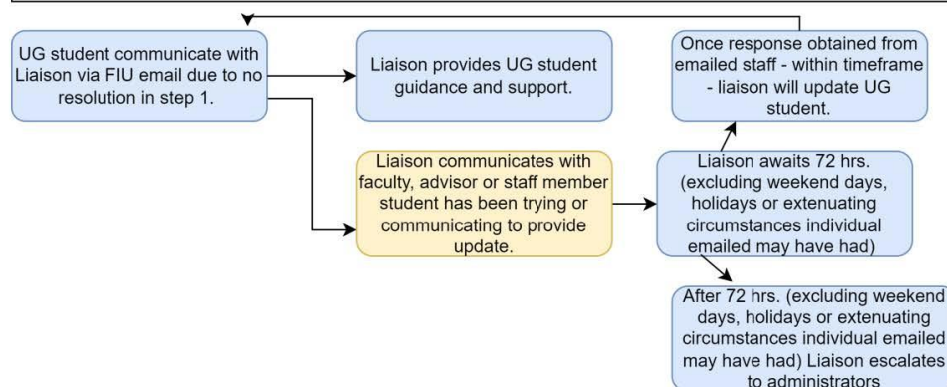 UG student communicate with
Liaison via FIU email due to no
resolution in step 1.
Liaison provides UG student
guidance and support.
Once response obtained from
emailed staff - within timeframe
- liaison will update UG
student.
Liaison communicates with
faculty, advisor or staff member
student has been trying or
communicating to provide
update.
Liaison awaits 72 hrs.
(excluding weekend days,
holidays or extenuating
circumstances individual
emailed may have had)
After 72 hrs. (excluding weekend
days, holidays or extenuating
circumstances individual emailed
may have had) Liaison escalates
to administrators